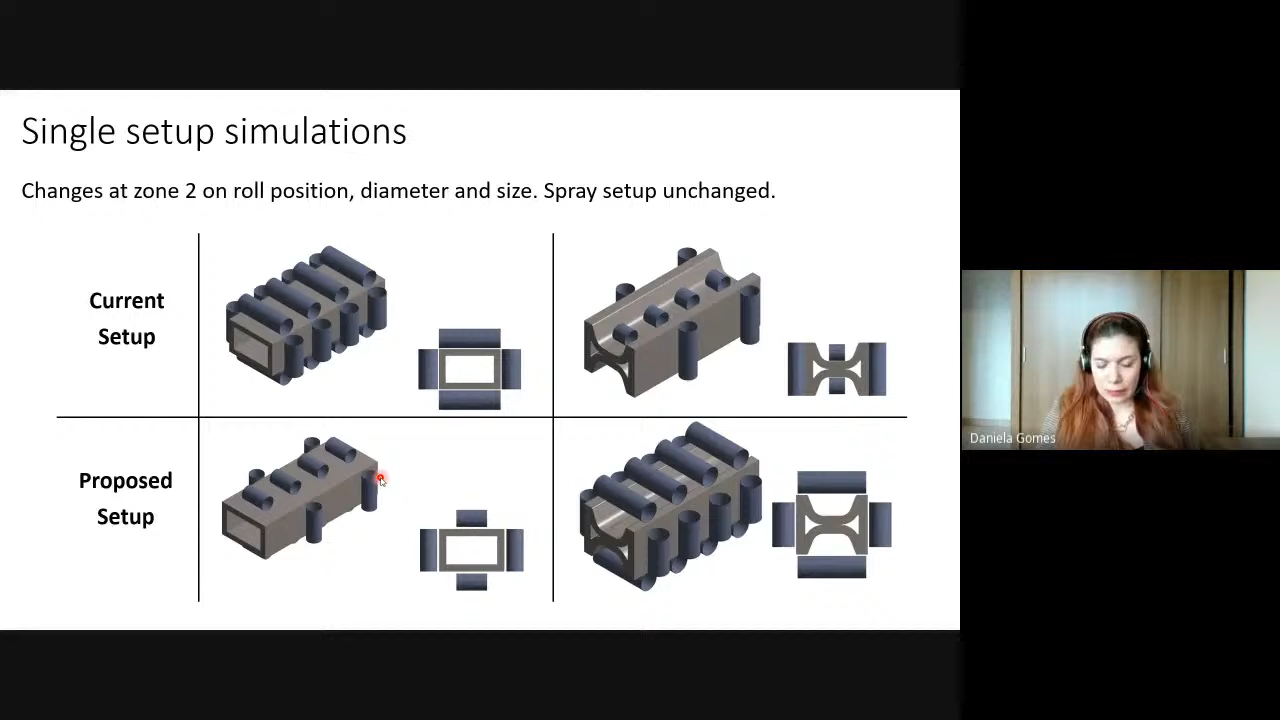 Single setup simulations
Changes at zone 2 on roll position, diameter and size. Spray setup unchanged.
Current
Setup
Proposed
Setup
Daniela Gomes